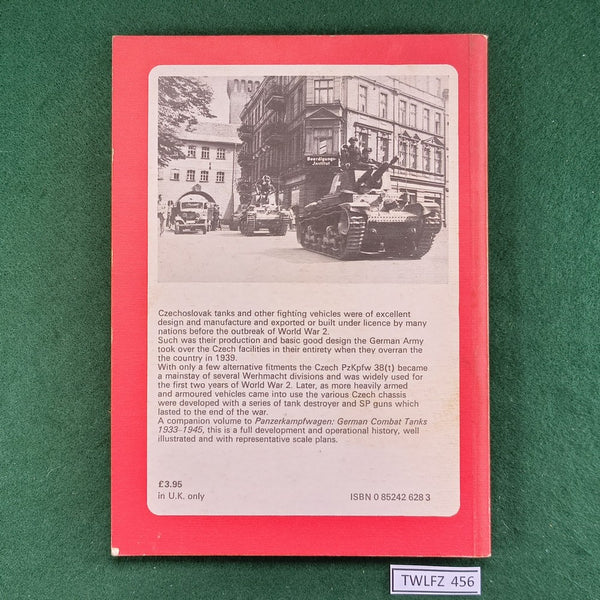 Beerdigungs-
Institut
Czechoslovak tanks and other fighting vehicles were of excellent
design and manufacture and exported or built under licence by many
nations before the outbreak of World War 2.
Such was their production and basic good design the German Army
took over the Czech facilities in their entirety when they overran the
the country in 1939.
With only a few alternative fitments the Czech PzKpfw 38(t) became
a mainstay of several Werhmacht divisions and was widely used for
the first two years of World War 2. Later, as more heavily armed
and armoured vehicles came into use the various Czech chassis
were developed with a series of tank destroyer and SP guns which
lasted to the end of the war.
A companion volume to Panzerkampfwagen: German Combat Tanks
1933–1945, this is a full development and operational history, well
illustrated and with representative scale plans.
£3.95
in U.K. only
ISBN 0 85242 628 3
TWLFZ 456